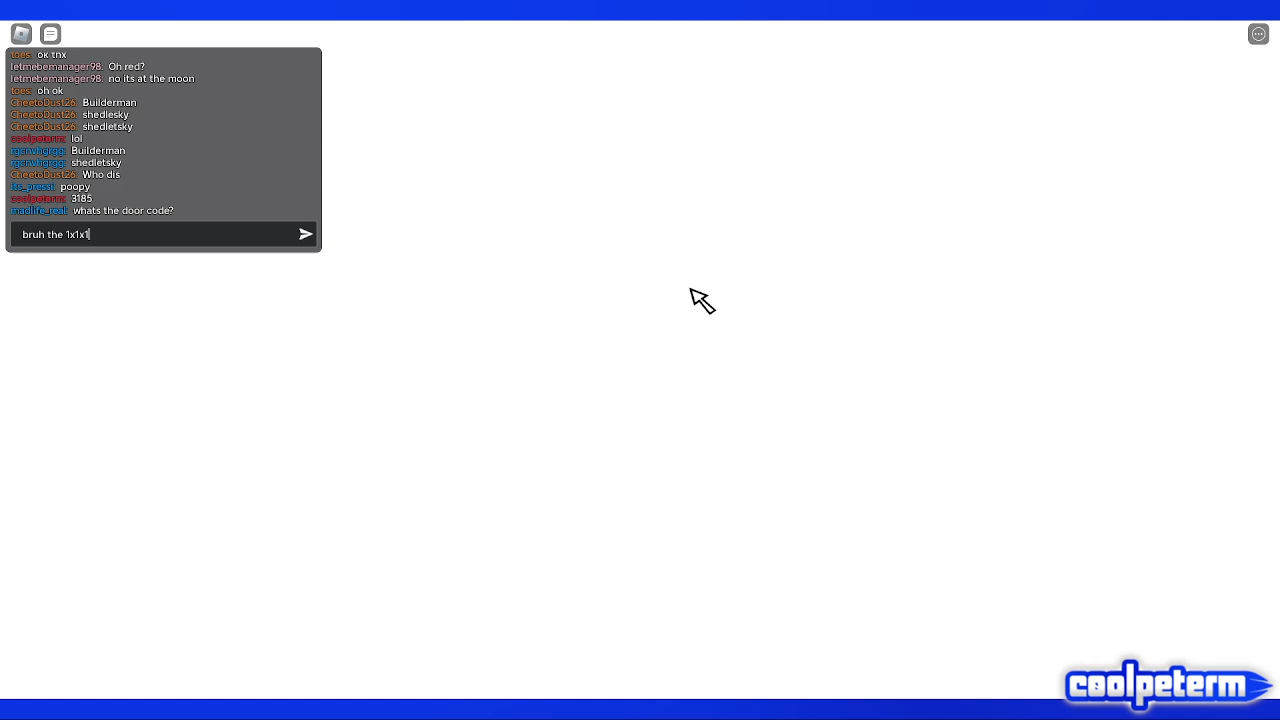 toes: ok tnx
letmebemanager98: Oh red?
letmebemanager98: no its at the moon
toes: oh ok
CheetoDust26: Builderman
CheetoDust26: shedlesky
CheetoDust26: shedletsky
coolpeterm: lol
rgsrwhgrgg: Builderman
rgsrwhgrgg: shedletsky
CheetoDust26: Who dis
its_pressi: poopy
coolpeterm: 3185
madlife_real: whats the door code?
bruh the 1x1x1
coolpeterm